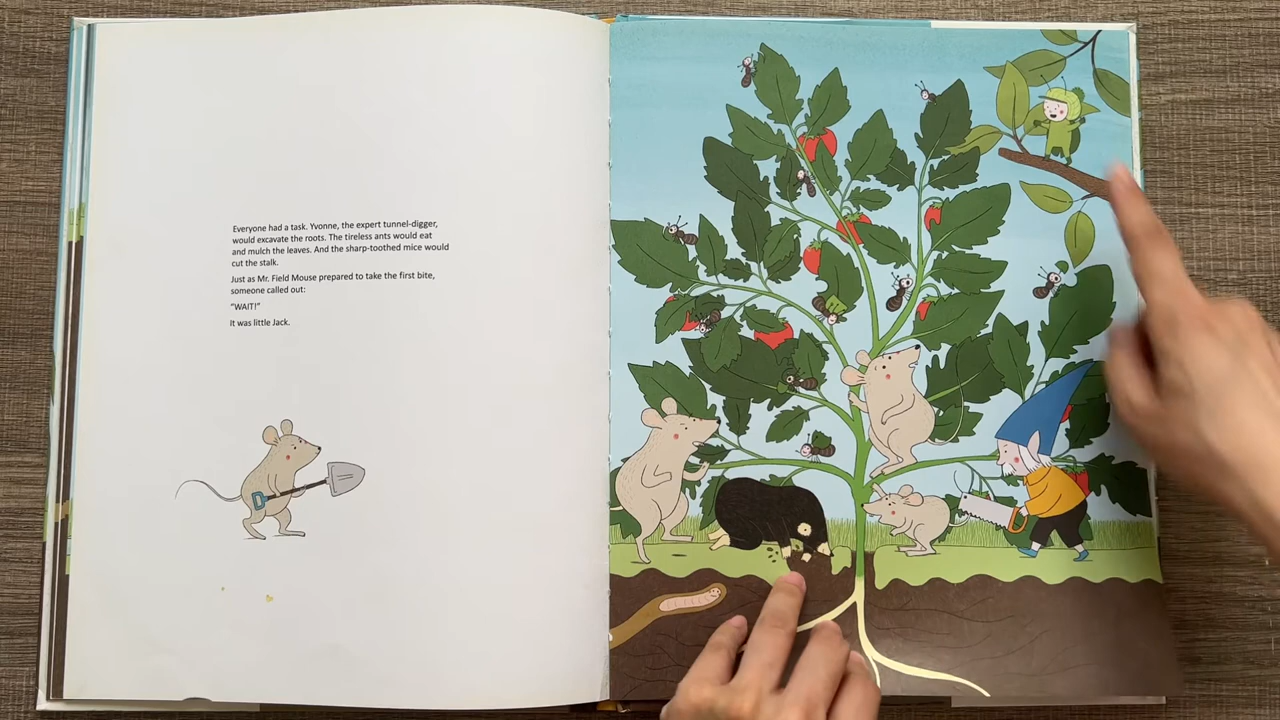 Everyone had a task. Yvonne, the expert tunnel-digger,
would excavate the roots. The tireless ants would eat
and mulch the leaves. And the sharp-toothed mice would
cut the stalk.
Just as Mr. Field Mouse prepared to take the first bite,
someone called out:
"WAIT!"
It was little Jack.